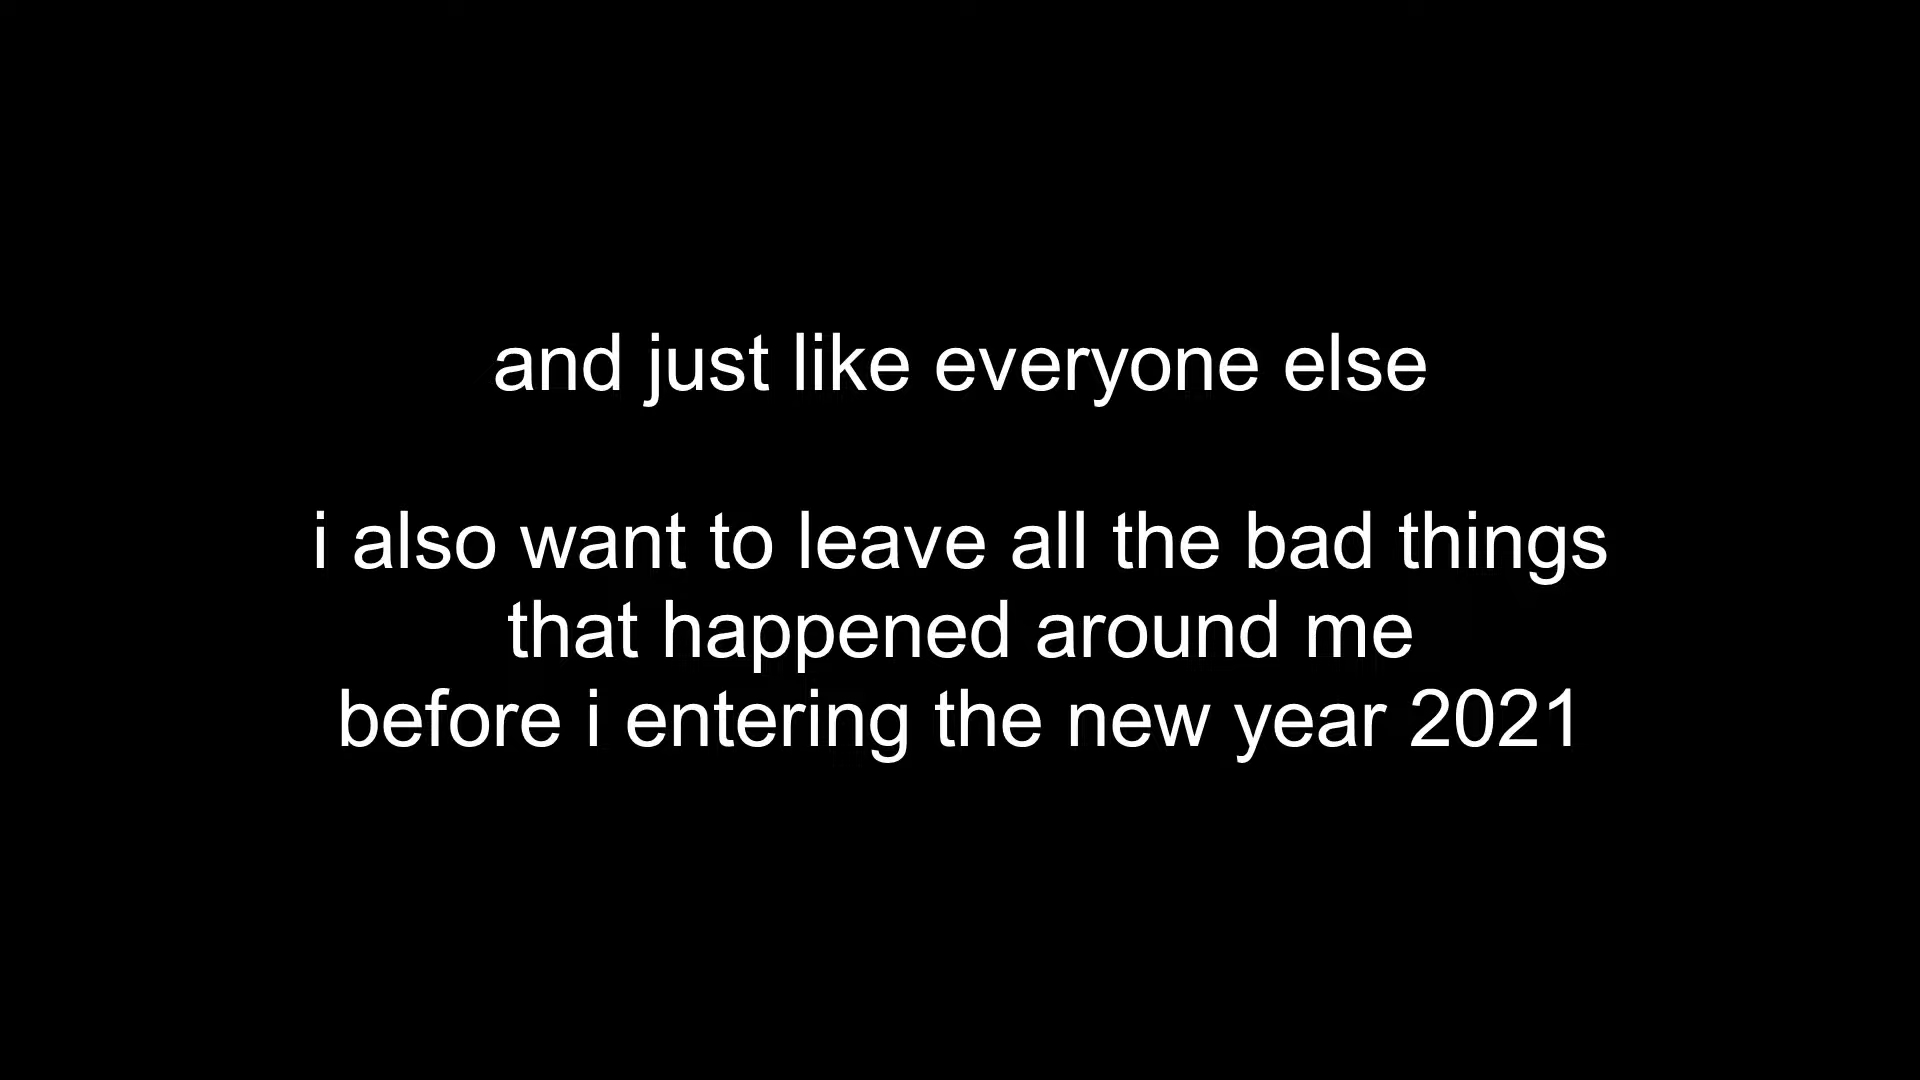 and just like everyone else
i also want to leave all the bad things
that happened around me
before i entering the new year 2021